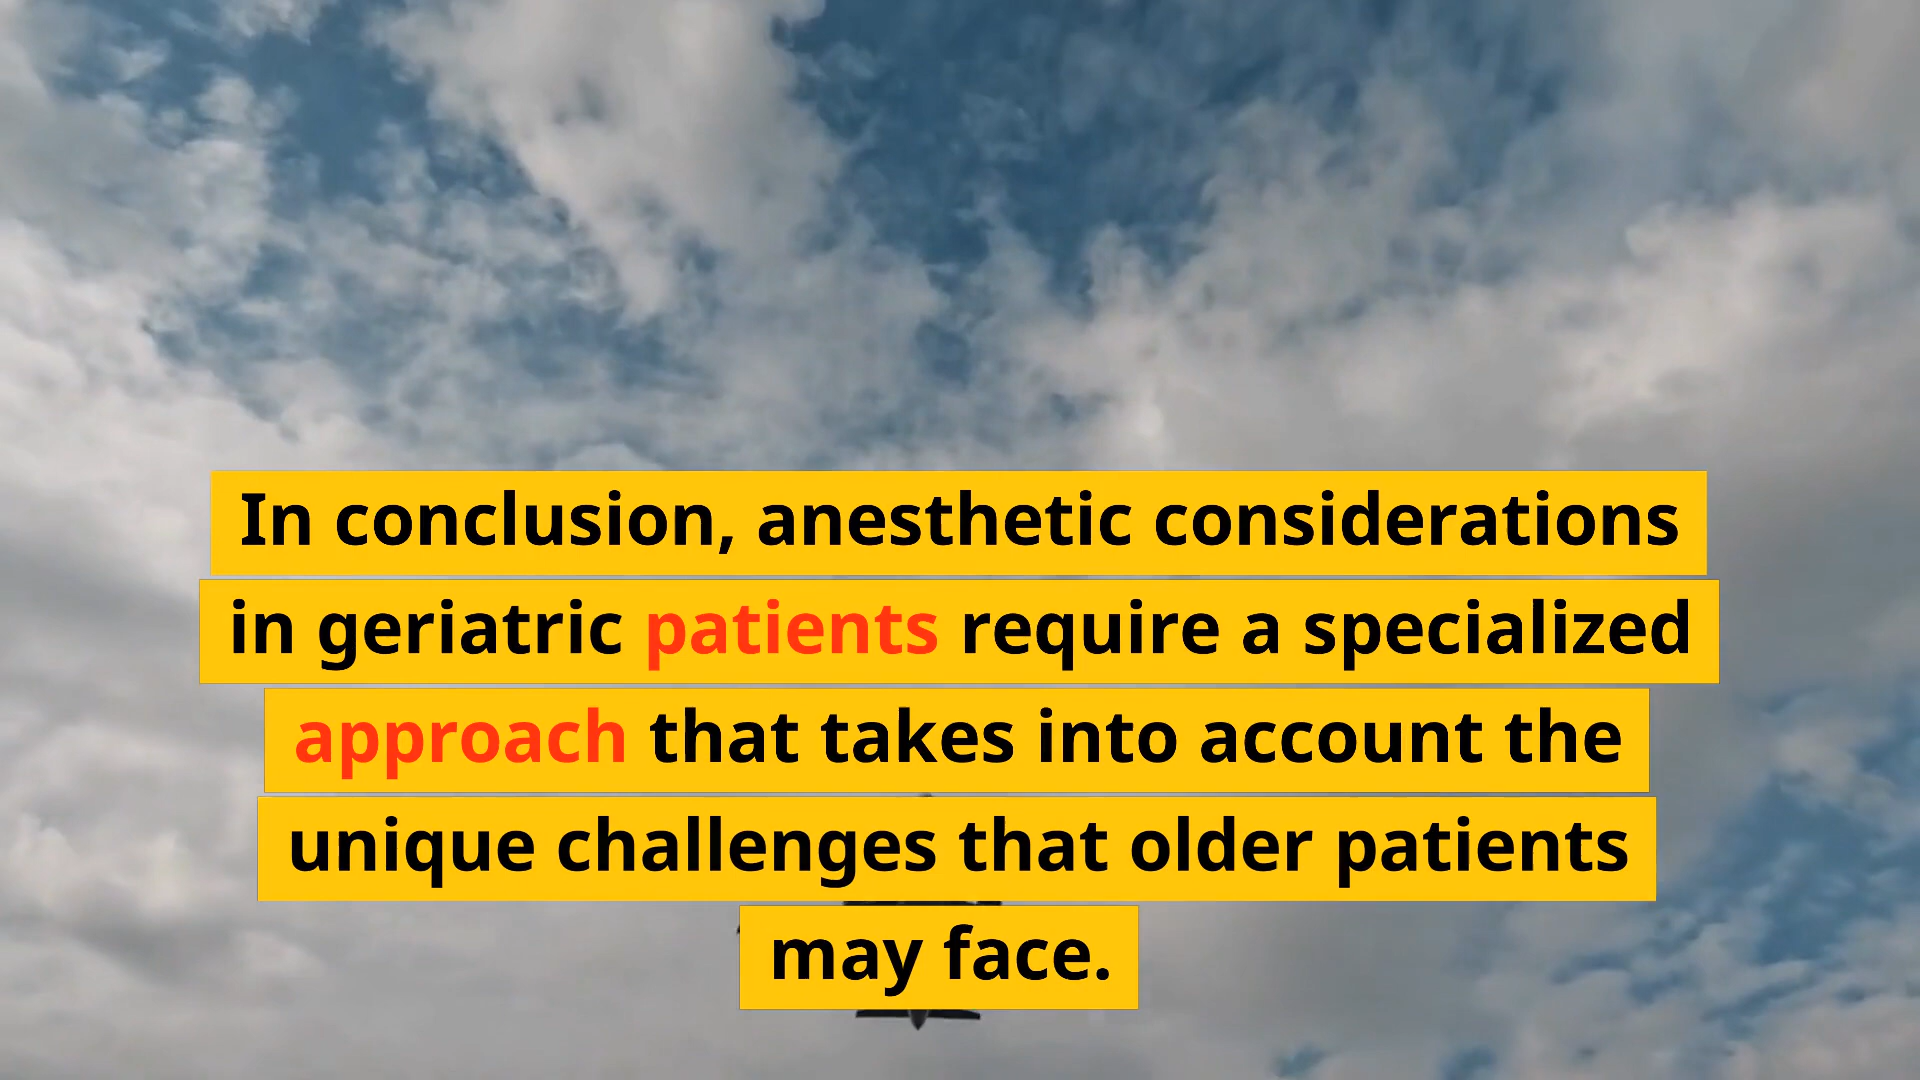 In conclusion, anesthetic considerations
in geriatric patients require a specialized
approach that takes into account the
unique challenges that older patients
may face.